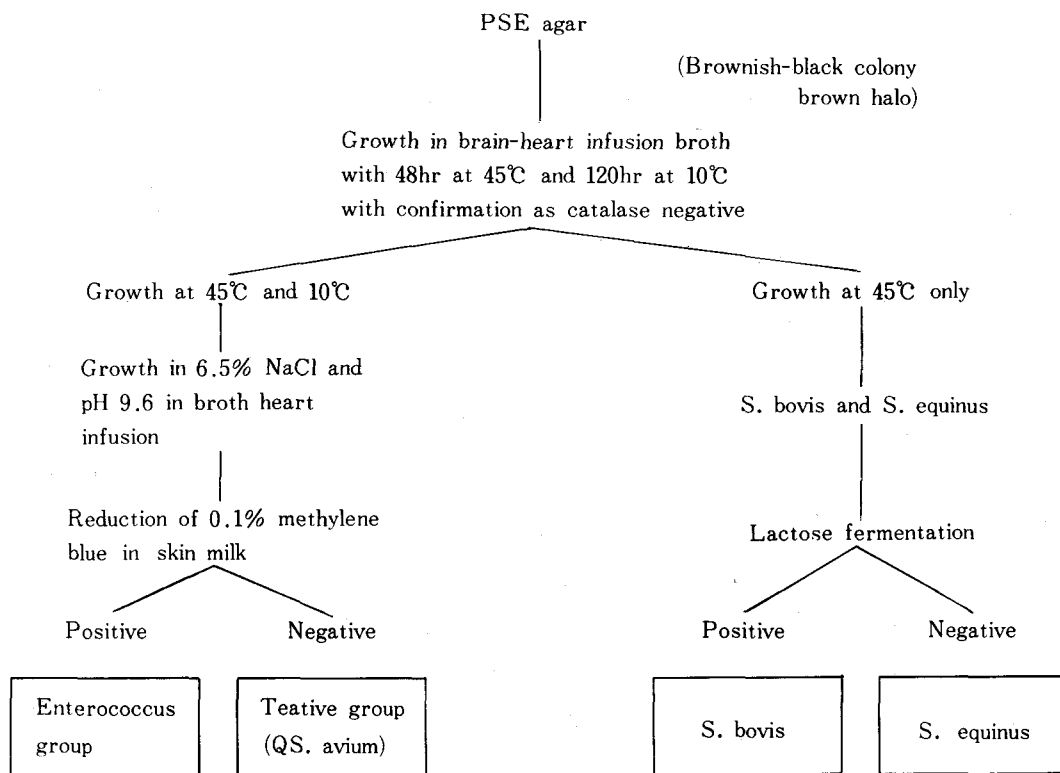 PSE agar
(Brownish-black colony
brown halo)
Growth in brain-heart infusion broth
with 48hr at 45℃ and 120hr at 10℃
with confirmation as catalase negative
Growth at 45℃ and 10℃
Growth at 45℃ only
Growth in 6.5% NaCl and
pH 9.6 in broth heart
infusion
S. bovis and S. equinus
Reduction of 0.1% methylene
blue in skin milk
Lactose fermentation
Positive
Negative
Positive
Negative
Enterococcus
group
Teative group
(QS. avium)
S. bovis
S. equinus